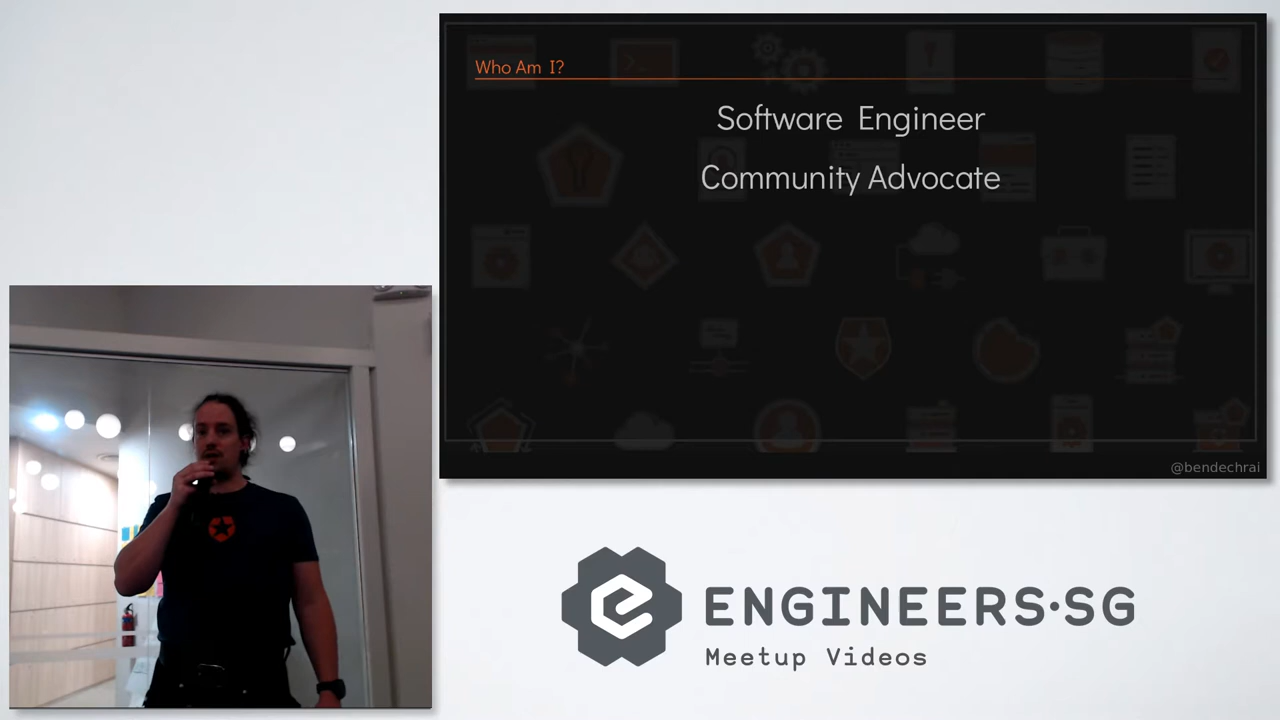 Who Am I?
Software Engineer
Community Advocate
@bendechrai
ENGINEERS·SG
Meetup Videos